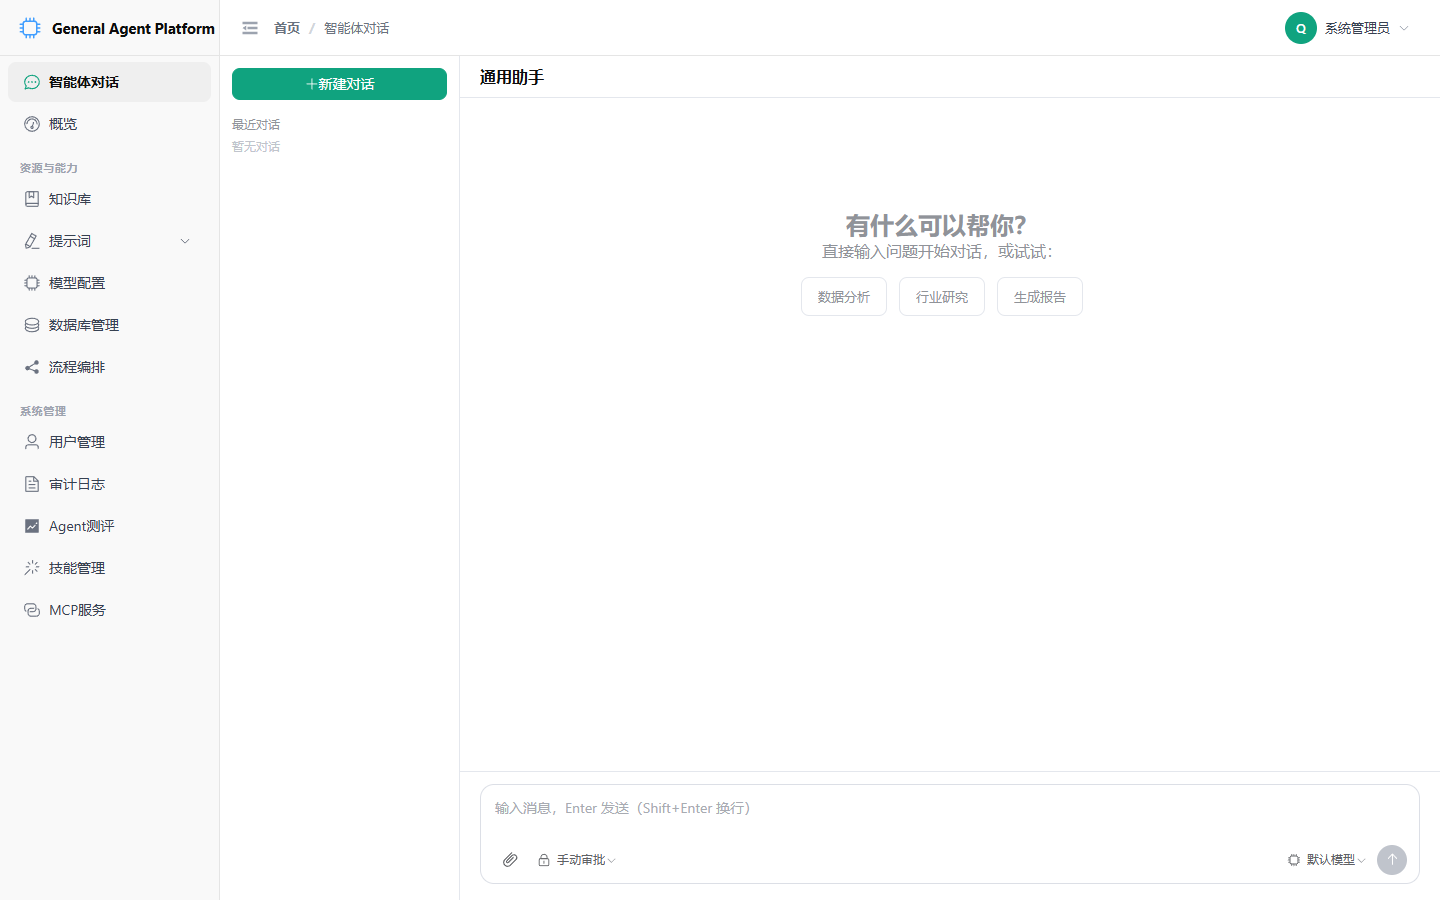 General Agent Platform
首页 / 智能体对话
Q 系统管理员
智能体对话
概览
资源与能力
知识库
提示词
模型配置
数据库管理
流程编排
系统管理
用户管理
审计日志
Agent测评
技能管理
MCP服务
+新建对话
最近对话
暂无对话
通用助手
有什么可以帮你?
直接输入问题开始对话，或试试：
数据分析 行业研究 生成报告
输入消息，Enter 发送（Shift+Enter 换行）
手动审批
默认模型